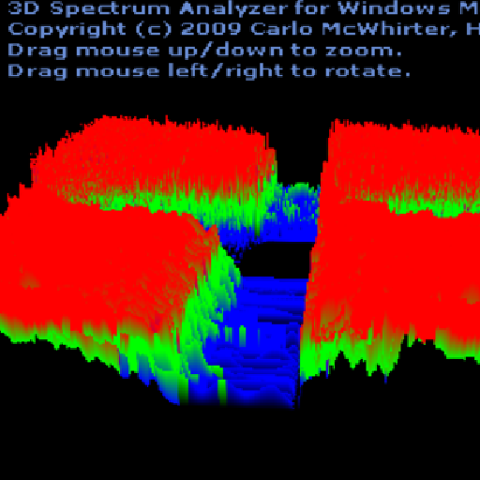 3D Spectrum Analyzer for Windows M
Copyright (c) 2009 Carlo McWhirter, H
Drag mouse up/down to zoom.
Drag mouse left/right to rotate.